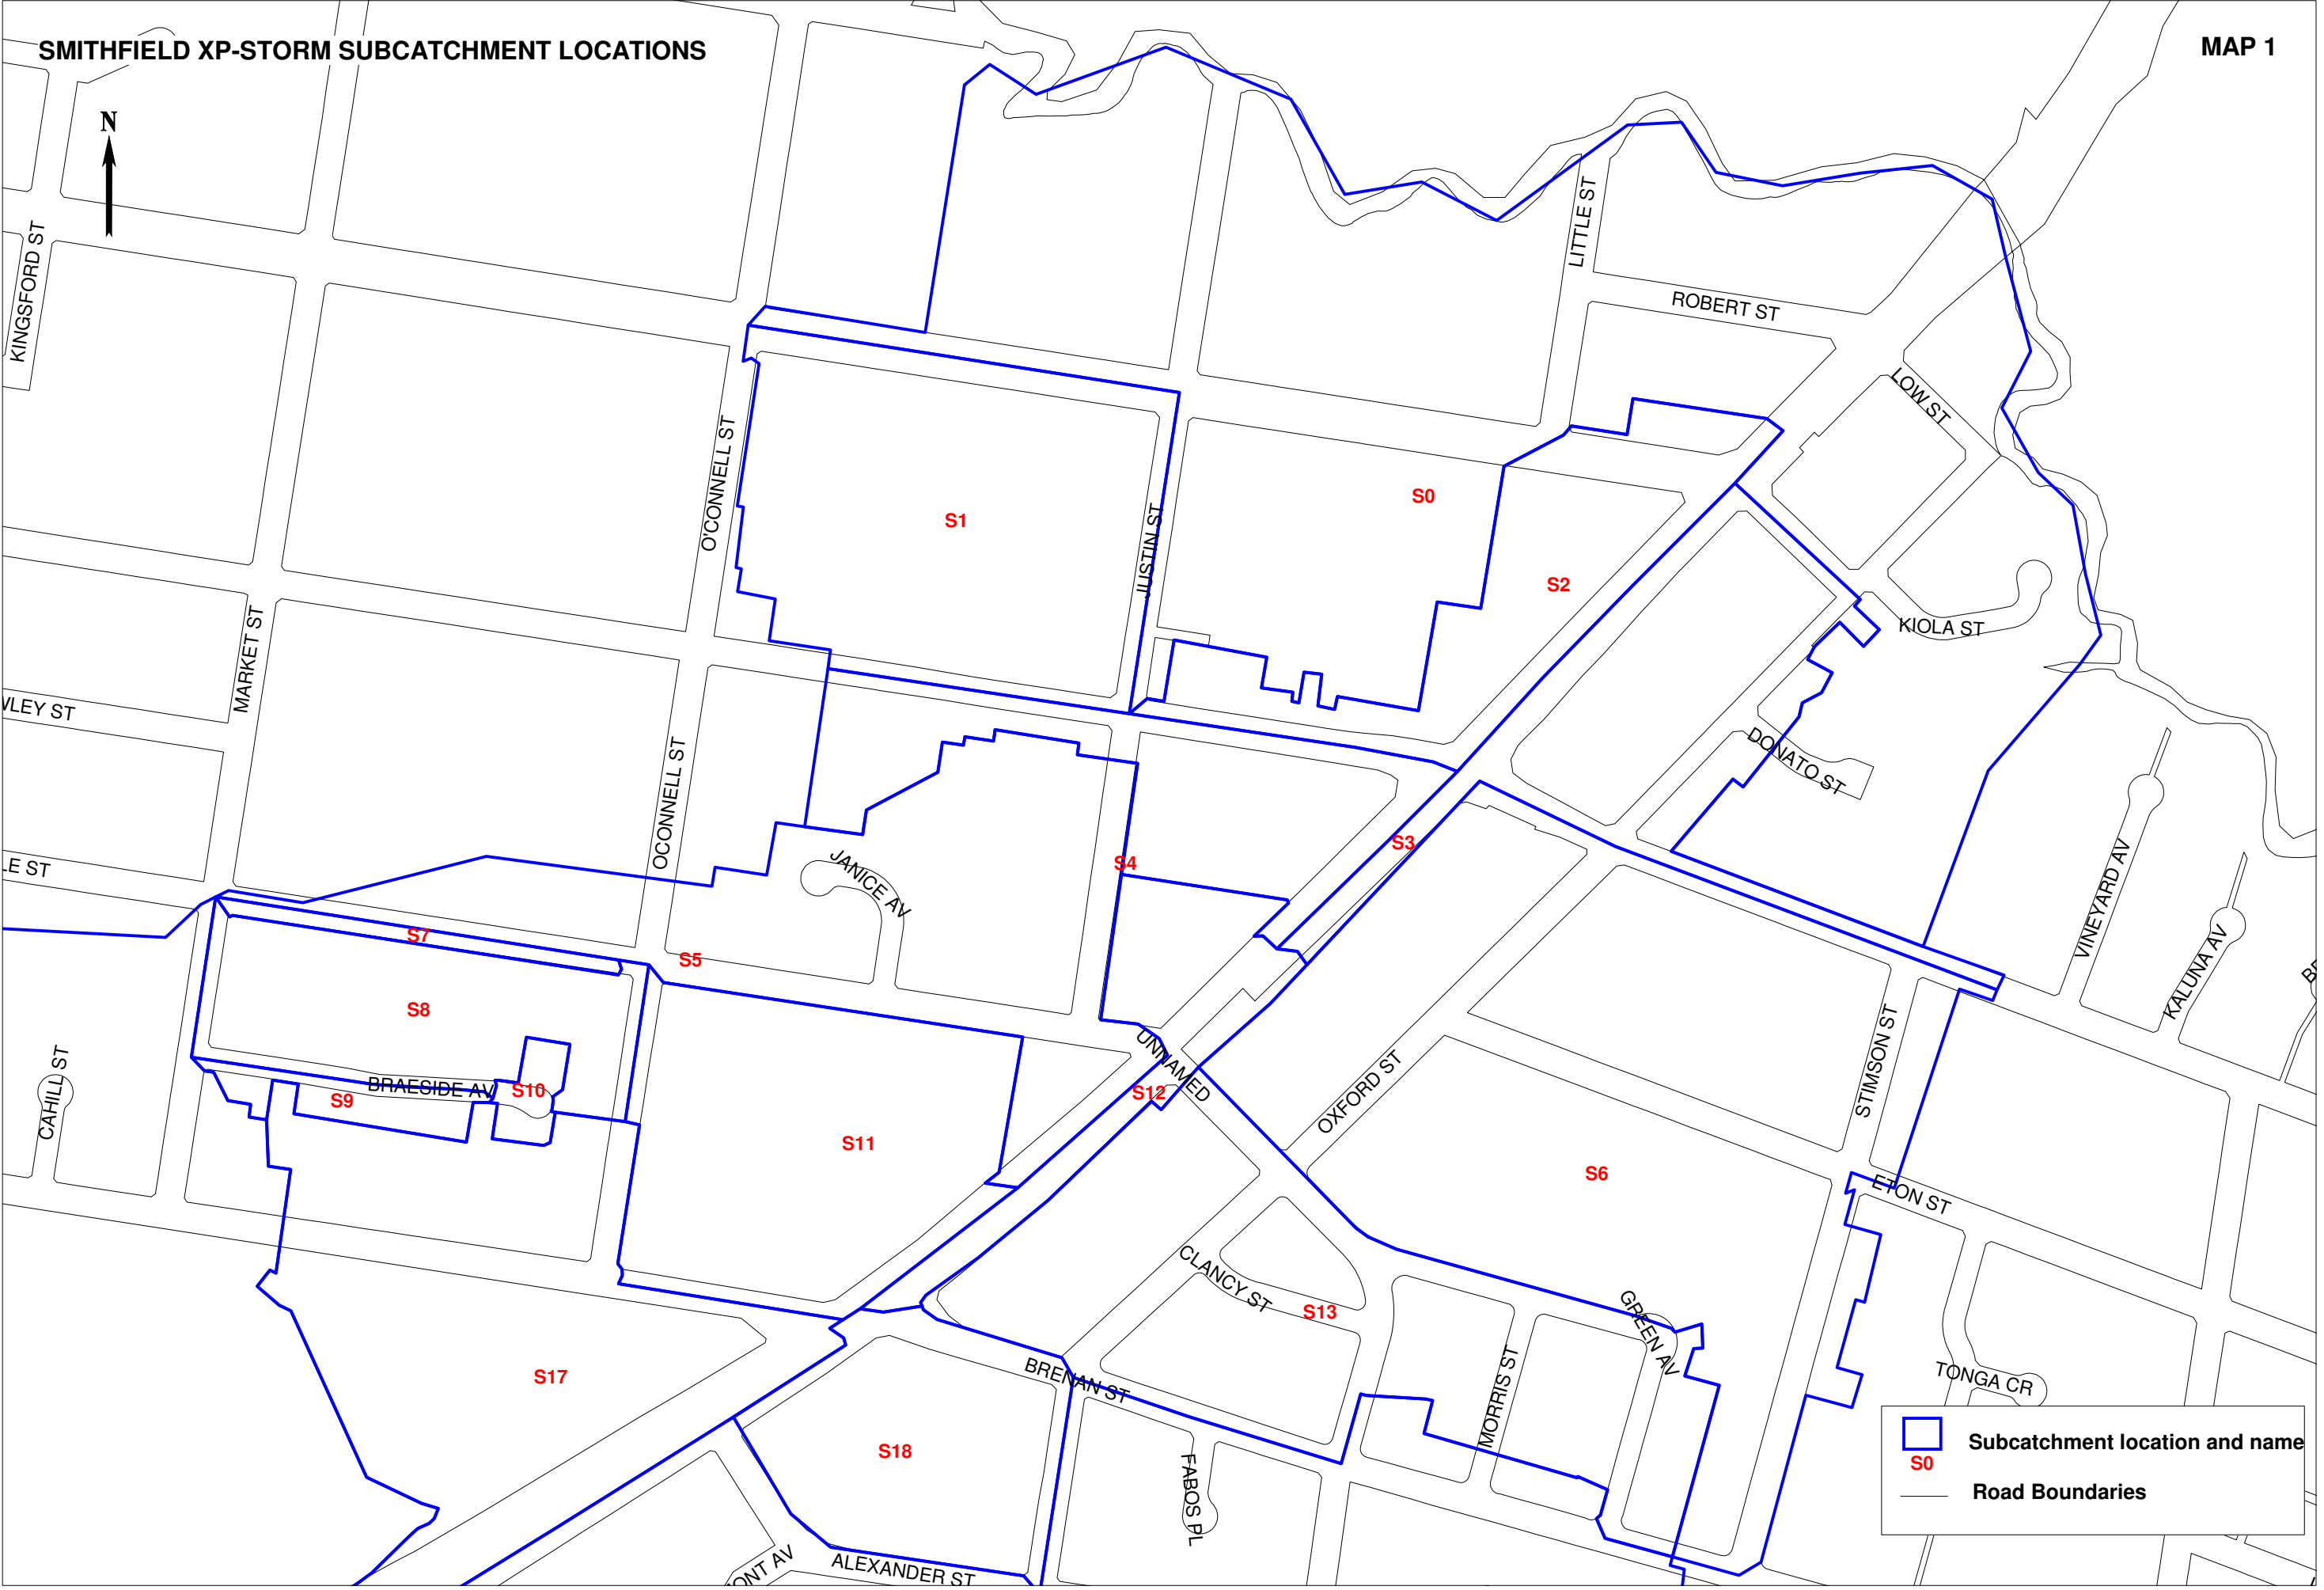 SMITHFIELD XP-STORM SUBCATCHMENT LOCATIONS
MAP 1
N
KINGSFORD ST
LITTLE ST
ROBERT ST
LOW ST
O'CONNELL ST
S1
JUSTIN ST
S0
S2
KIOLA ST
MARKET ST
WLEY ST
OCONNELL ST
DONATO ST
S3
S4
LE ST
JANICE AV
VINEYARD AV
KALUNA AV
S7
S5
S8
UNNAMED
STIMSON ST
CAHILL ST
BRAESIDE AV
S10
S9
S12
OXFORD ST
S11
S6
ETON ST
CLANCY ST
S13
GREEN AV
S17
BRENAN ST
MORRIS ST
TONGA CR
S18
FABOS PL
ONT AV
ALEXANDER ST
Subcatchment location and name
S0
Road Boundaries